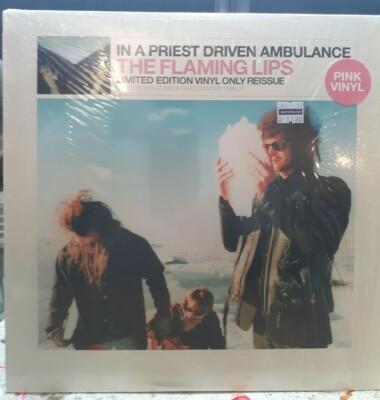 IN A PRIEST DRIVEN AMBULANCE
THE FLAMING LIPS
LIMITED EDITION VINYL ONLY REISSUE
PINK
VINYL